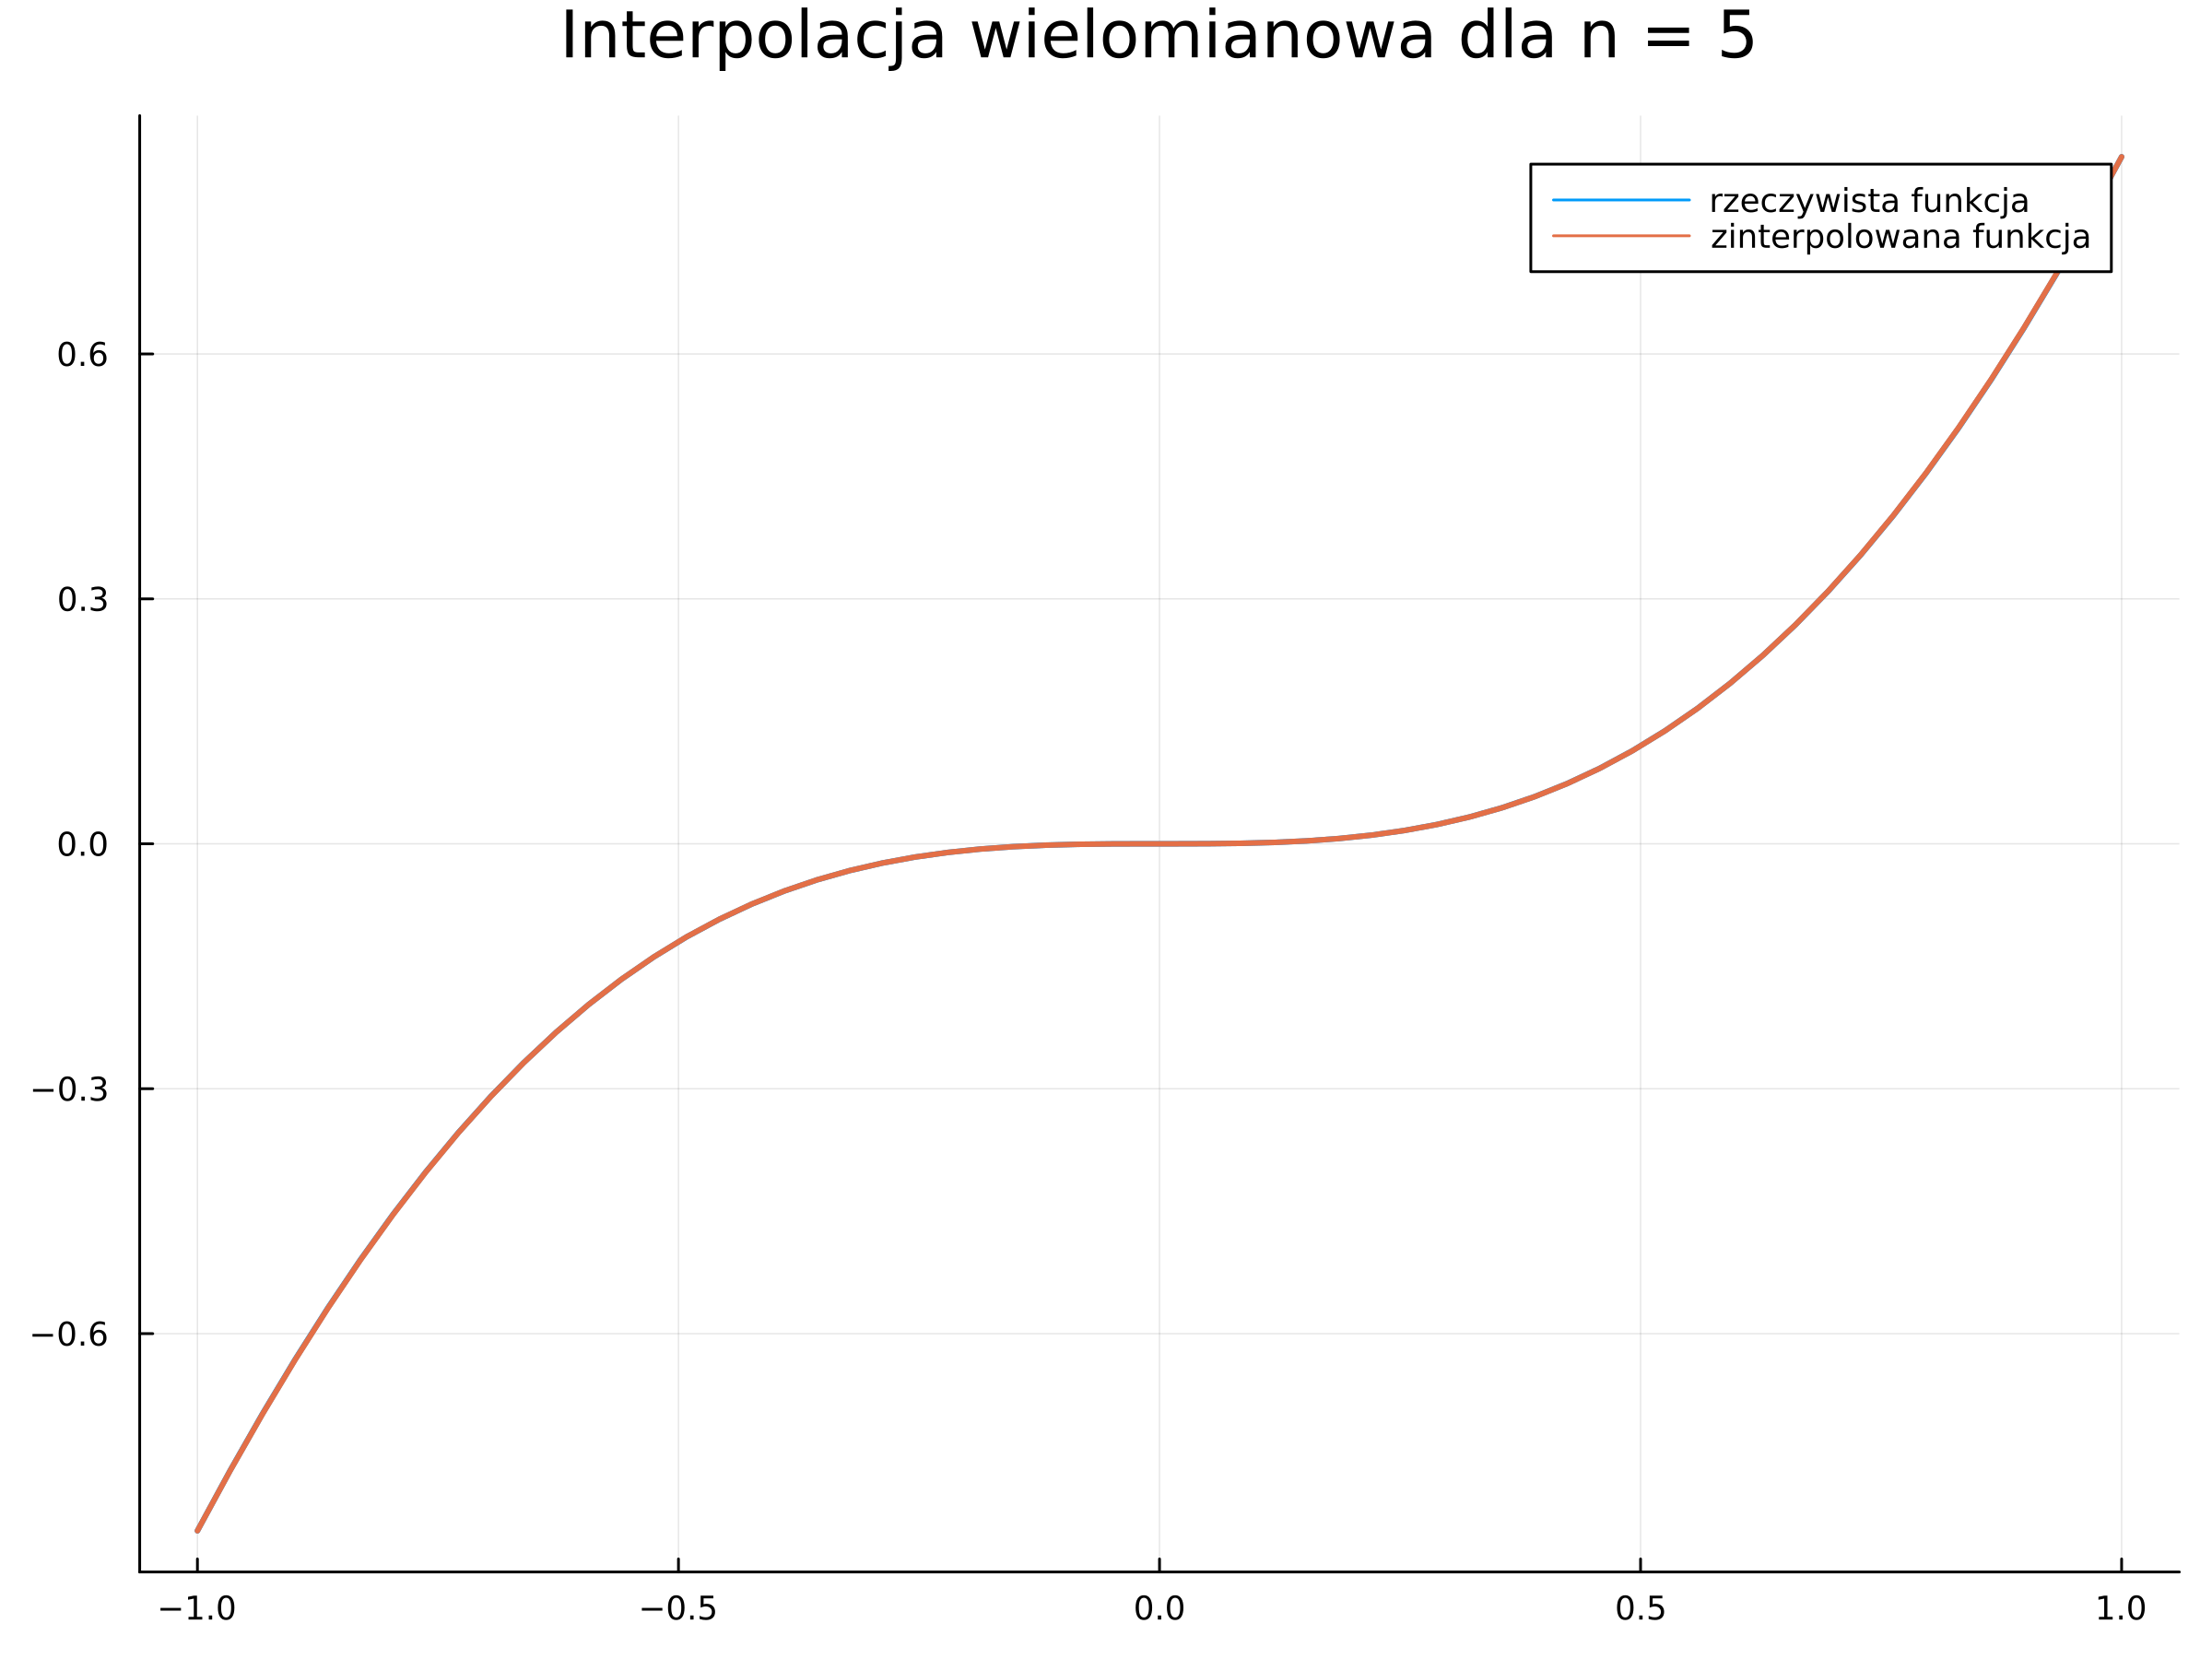 Interpolacja wielomianowa dla n = 5
rzeczywista funkcja
zinterpolowana funkcja
0.6
0.3
0.0
−0.3
−0.6
−1.0 −0.5 0.0 0.5 1.0